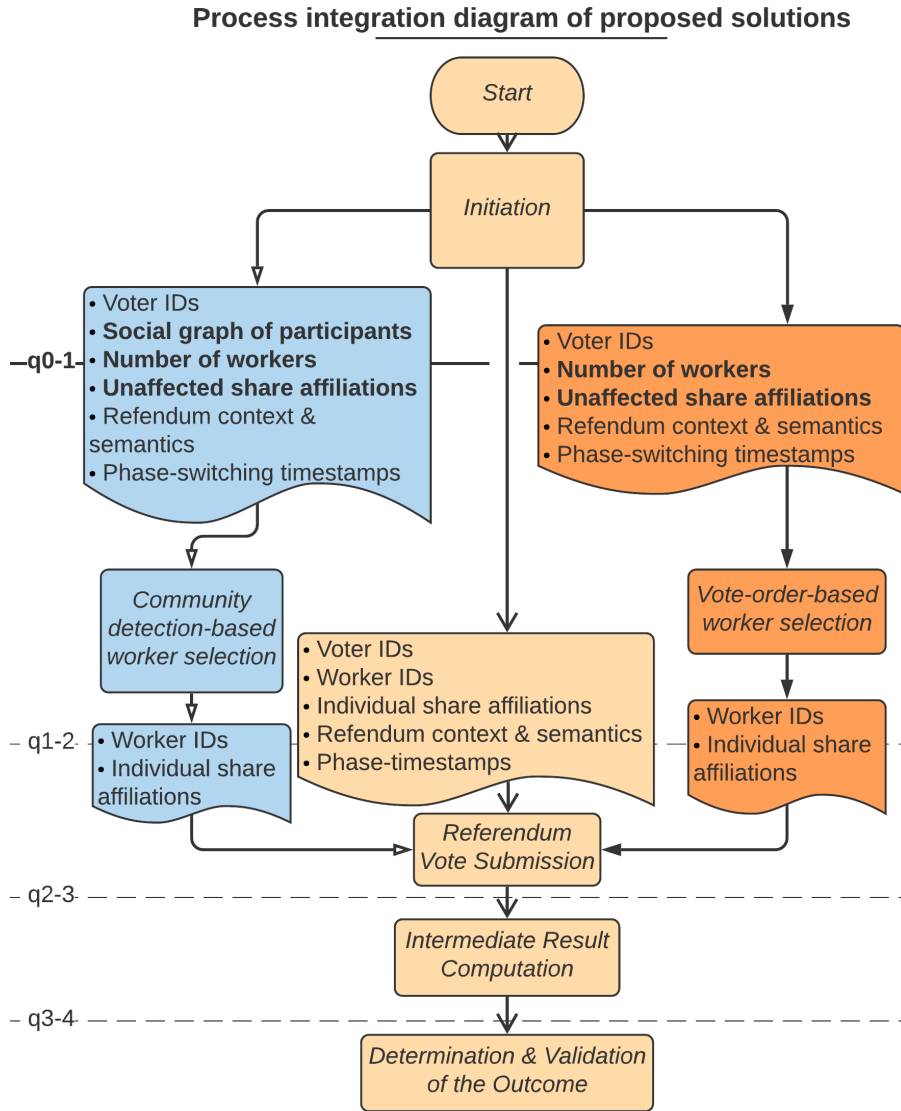 Process integration diagram of proposed solutions
Start
Initiation
• Voter IDs
• Social graph of participants
• Number of workers
• Unaffected share affiliations
• Refendum context &
semantics
• Phase-switching timestamps
q0-1
• Voter IDs
• Number of workers
• Unaffected share affiliations
• Refendum context & semantics
• Phase-switching timestamps
Community
detection-based
worker selection
Vote-order-based
worker selection
• Voter IDs
• Worker IDs
• Individual share affiliations
• Refendum context & semantics
• Phase-timestamps
q1-2
• Worker IDs
• Individual share
affiliations
• Worker IDs
• Individual share
affiliations
Referendum
Vote Submission
q2-3
Intermediate Result
Computation
q3-4
Determination & Validation
of the Outcome